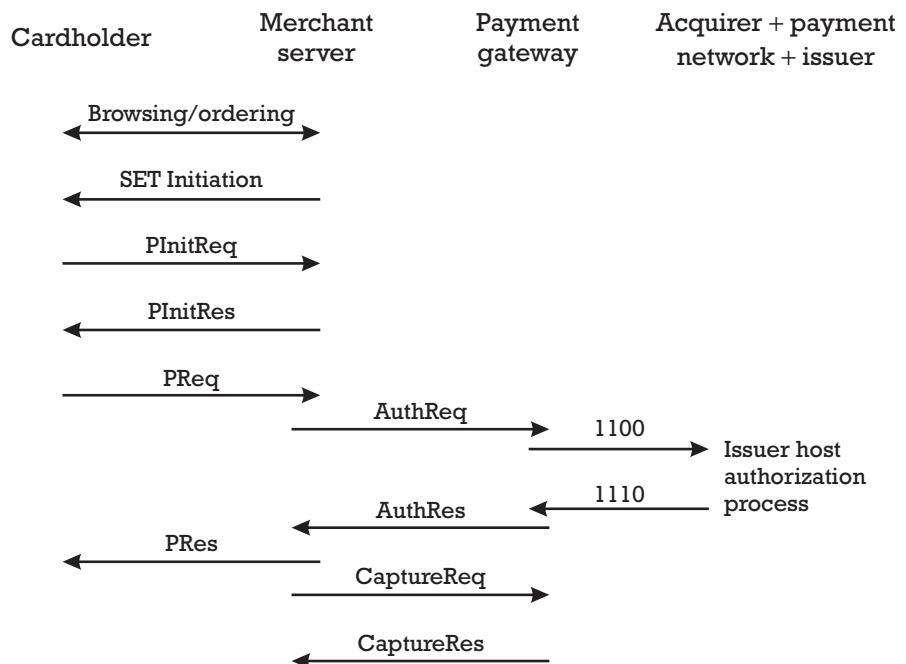 Cardholder
Merchant
server
Payment
gateway
Acquirer + payment
network + issuer
Browsing/ordering
SET Initiation
PInitReq
PInitRes
PReq
AuthReq
1100
Issuer host
authorization
process
1110
AuthRes
PRes
CaptureReq
CaptureRes